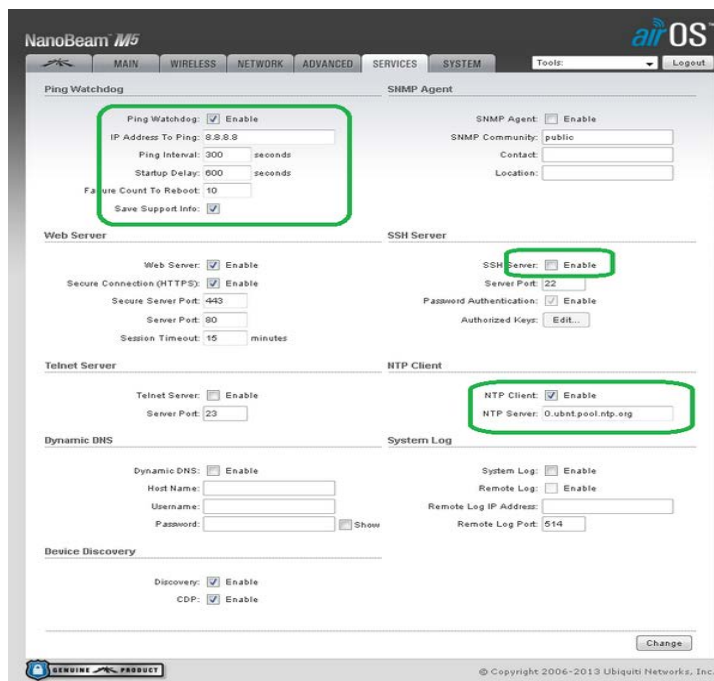 NanoBeam M5
airOS
MAIN WIRELESS NETWORK ADVANCED SERVICES SYSTEM Tools: Logout
Ping Watchdog
Ping Watchdog: Enable
IP Address To Ping: 8.8.8.8
Ping Interval: 300 seconds
Startup Delay: 600 seconds
Failure Count To Reboot: 10
Save Support Info:
SNMP Agent
SNMP Agent: Enable
SNMP Community: public
Contact:
Location:
Web Server
Web Server: Enable
Secure Connection (HTTPS): Enable
Secure Server Port: 443
Server Port: 80
Session Timeout: 15 minutes
SSH Server
SSH Server: Enable
Server Port: 22
Password Authentication: Enable
Authorized Keys: Edit...
Telnet Server
Telnet Server: Enable
Server Port: 23
NTP Client
NTP Client: Enable
NTP Server: 0.ubnt.pool.ntp.org
Dynamic DNS
Dynamic DNS: Enable
Host Name:
Username:
Password: Show
System Log
System Log: Enable
Remote Log: Enable
Remote Log IP Address:
Remote Log Port: 514
Device Discovery
Discovery: Enable
CDP: Enable
Change
GENUINE PRODUCT
© Copyright 2006-2013 Ubiquiti Networks, Inc.